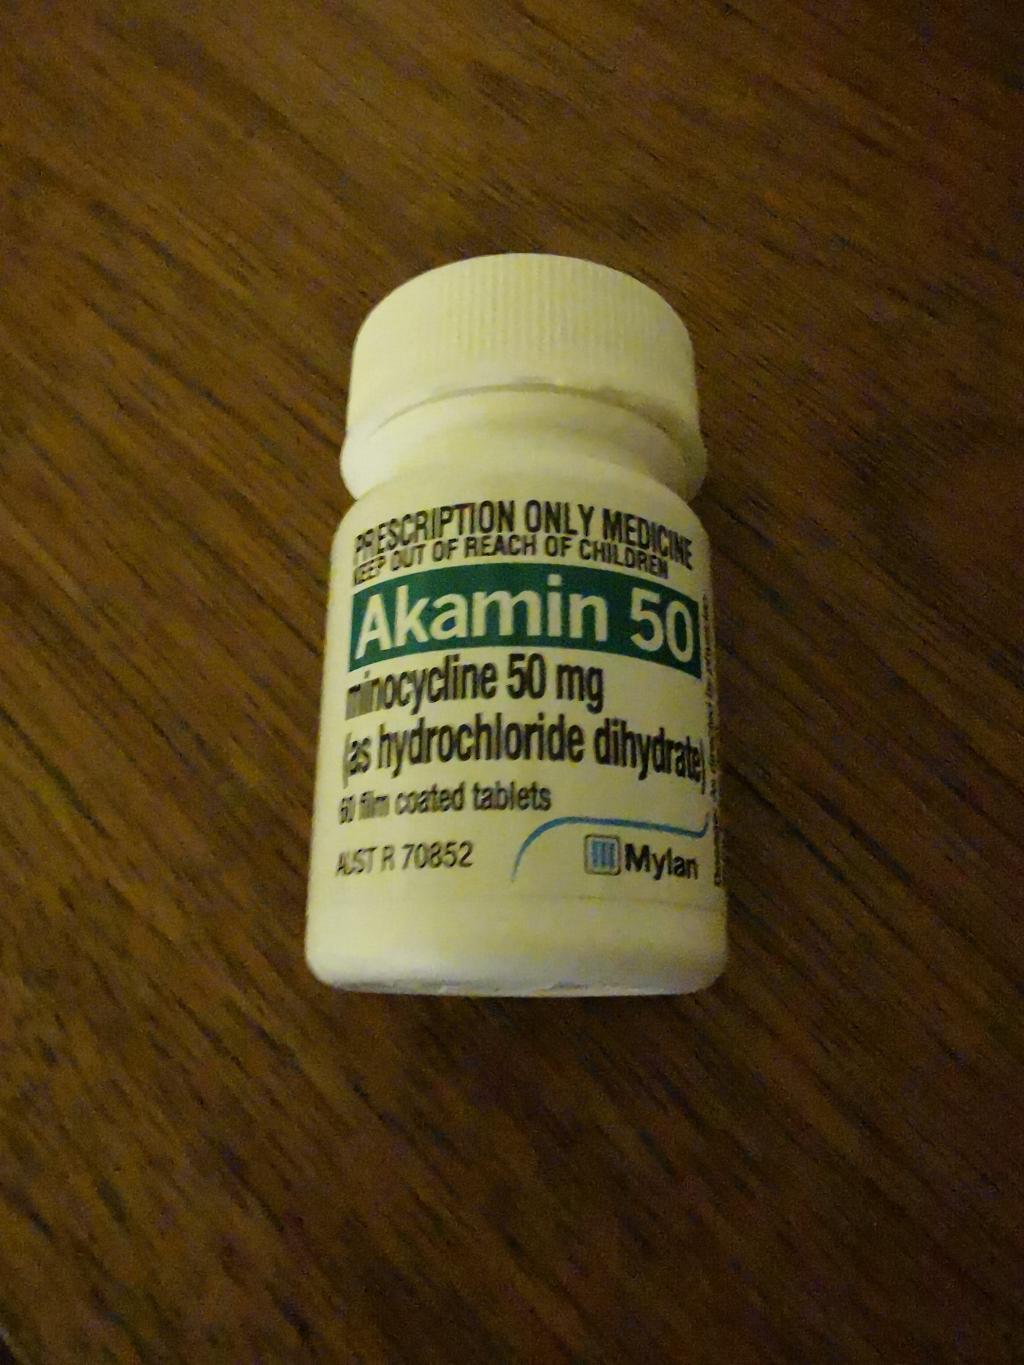 PRESCRIPTION ONLY MEDICINE
KEEP OUT OF REACH OF CHILDREN
Akamin 50
minocycline 50 mg
(as hydrochloride dihydrate)
60 film coated tablets
AUST R 70852
Mylan